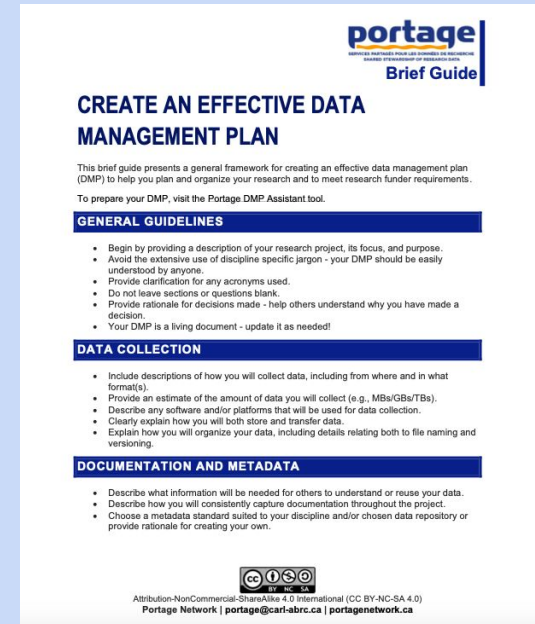 portage
SERVICES PARTAGÉS POUR LES DONNÉES DE RECHERCHE
SHARED STEWARDSHIP OF RESEARCH DATA
Brief Guide
CREATE AN EFFECTIVE DATA
MANAGEMENT PLAN
This brief guide presents a general framework for creating an effective data management plan
(DMP) to help you plan and organize your research and to meet research funder requirements.
To prepare your DMP, visit the Portage DMP Assistant tool.
GENERAL GUIDELINES
• Begin by providing a description of your research project, its focus, and purpose.
• Avoid the extensive use of discipline specific jargon - your DMP should be easily
understood by anyone.
• Provide clarification for any acronyms used.
• Do not leave sections or questions blank.
• Provide rationale for decisions made - help others understand why you have made a
decision.
• Your DMP is a living document - update it as needed!
DATA COLLECTION
• Include descriptions of how you will collect data, including from where and in what
format(s).
• Provide an estimate of the amount of data you will collect (e.g., MBs/GBs/TBs).
• Describe any software and/or platforms that will be used for data collection.
• Clearly explain how you will both store and transfer data.
• Explain how you will organize your data, including details relating both to file naming and
versioning.
DOCUMENTATION AND METADATA
• Describe what information will be needed for others to understand or reuse your data.
• Describe how you will consistently capture documentation throughout the project.
• Choose a metadata standard suited to your discipline and/or chosen data repository or
provide rationale for creating your own.
cc
BY NC SA
Attribution-NonCommercial-ShareAlike 4.0 International (CC BY-NC-SA 4.0)
Portage Network | portage@carl-abrc.ca | portagenetwork.ca